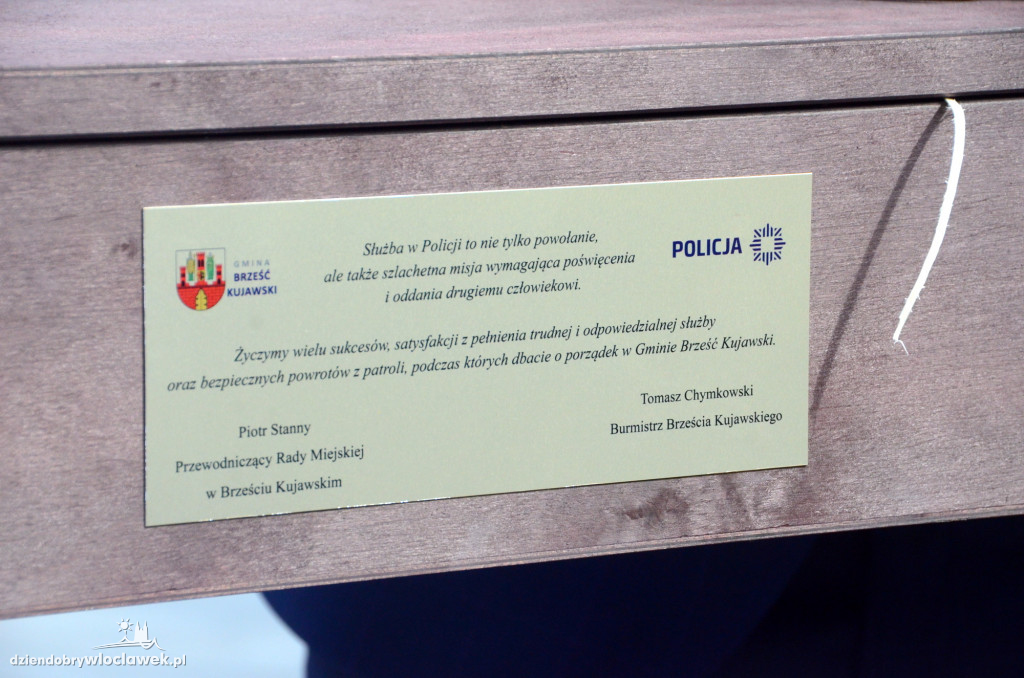 Służba w Policji to nie tylko powołanie,
ale także szlachetna misja wymagająca poświęcenia
i oddania drugiemu człowiekowi.
GMINA
BRZEŚĆ
KUJAWSKI
POLICJA
Życzymy wielu sukcesów, satysfakcji z pełnienia trudnej i odpowiedzialnej służby
oraz bezpiecznych powrotów z patroli, podczas których dbacie o porządek w Gminie Brześć Kujawski.
Piotr Stanny
Przewodniczący Rady Miejskiej
w Brześciu Kujawskim
Tomasz Chymkowski
Burmistrz Brześcia Kujawskiego
dziendobrywloclawek.pl